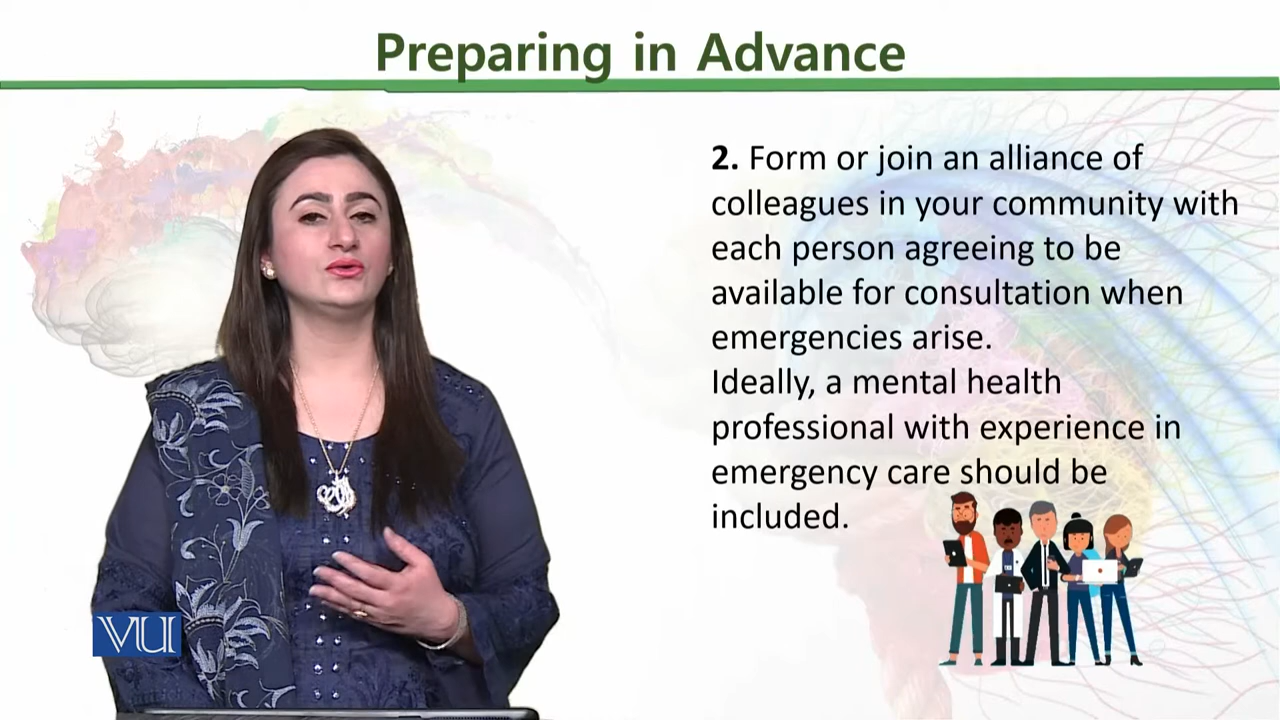 Preparing in Advance
2. Form or join an alliance of
colleagues in your community with
each person agreeing to be
available for consultation when
emergencies arise.
Ideally, a mental health
professional with experience in
emergency care should be
included.
VU